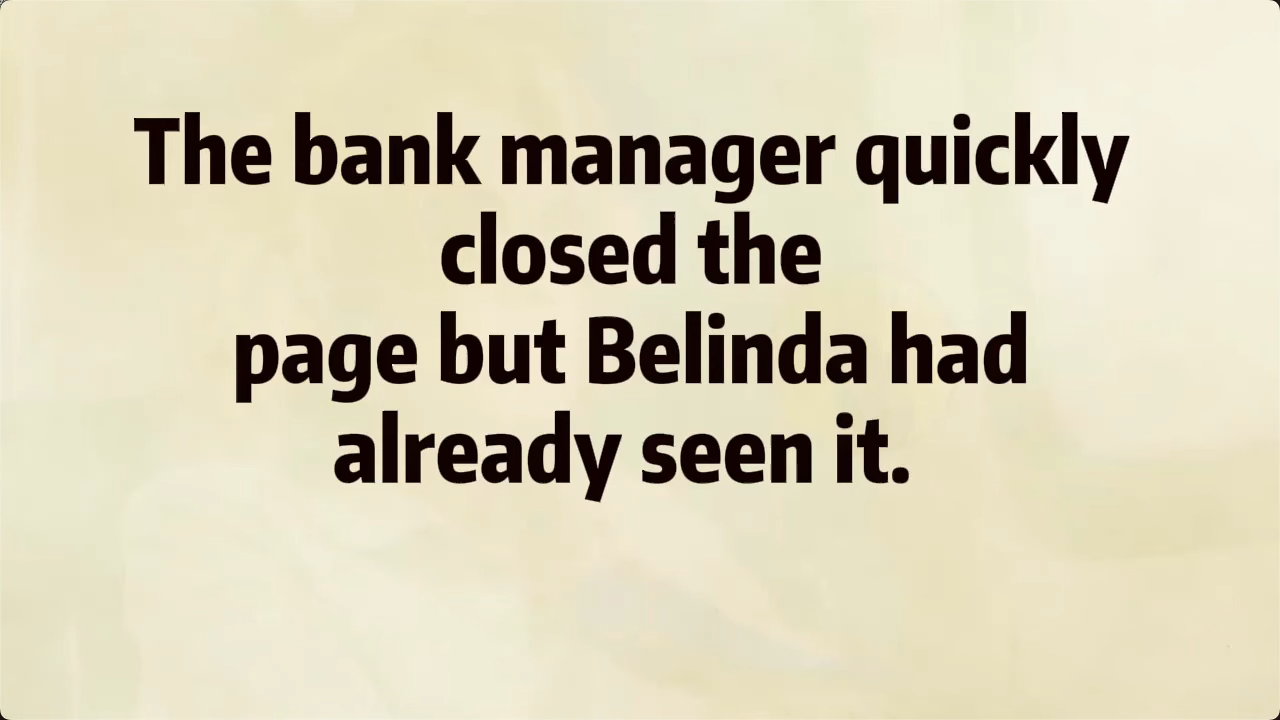 The bank manager quickly
closed the
page but Belinda had
already seen it.